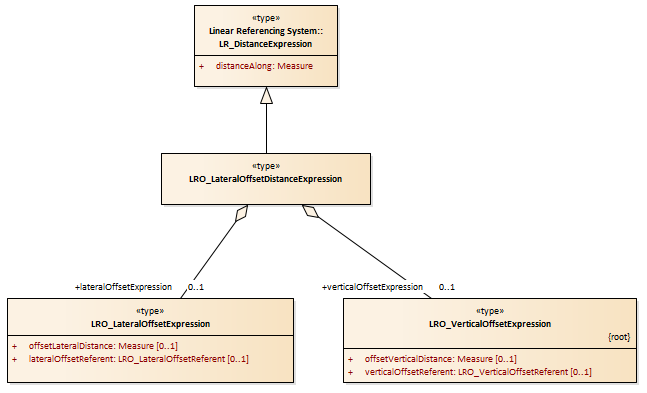 «type»
Linear Referencing System::
LR_DistanceExpression
+ distanceAlong: Measure
«type»
LRO_LateralOffsetDistanceExpression
+lateralOffsetExpression 0..1
+verticalOffsetExpression 0..1
«type»
LRO_LateralOffsetExpression
+ offsetLateralDistance: Measure [0..1]
+ lateralOffsetReferent: LRO_LateralOffsetReferent [0..1]
«type»
LRO_VerticalOffsetExpression
{root}
+ offsetVerticalDistance: Measure [0..1]
+ verticalOffsetReferent: LRO_VerticalOffsetReferent [0..1]